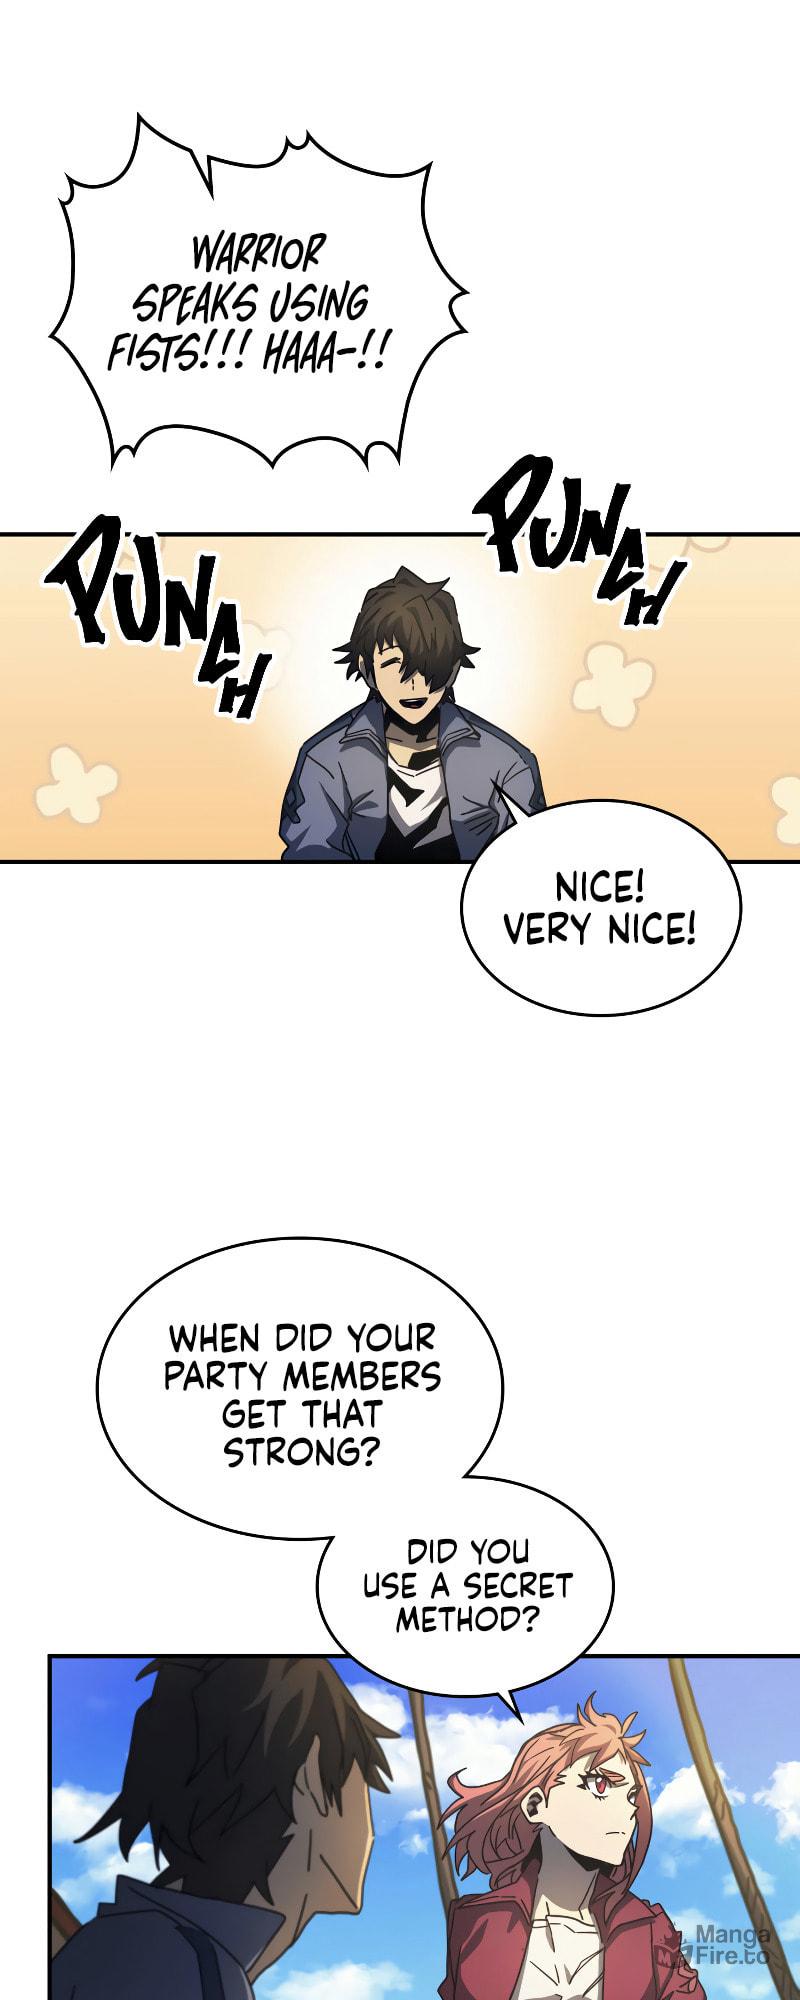 WARRIOR
SPEAKS USING
FISTS!!! HAAA-!!
PUNCH
PUNCH
NICE!
VERY NICE!
WHEN DID YOUR
PARTY MEMBERS
GET THAT
STRONG?
DID YOU
USE A SECRET
METHOD?
Manga
Fire.to